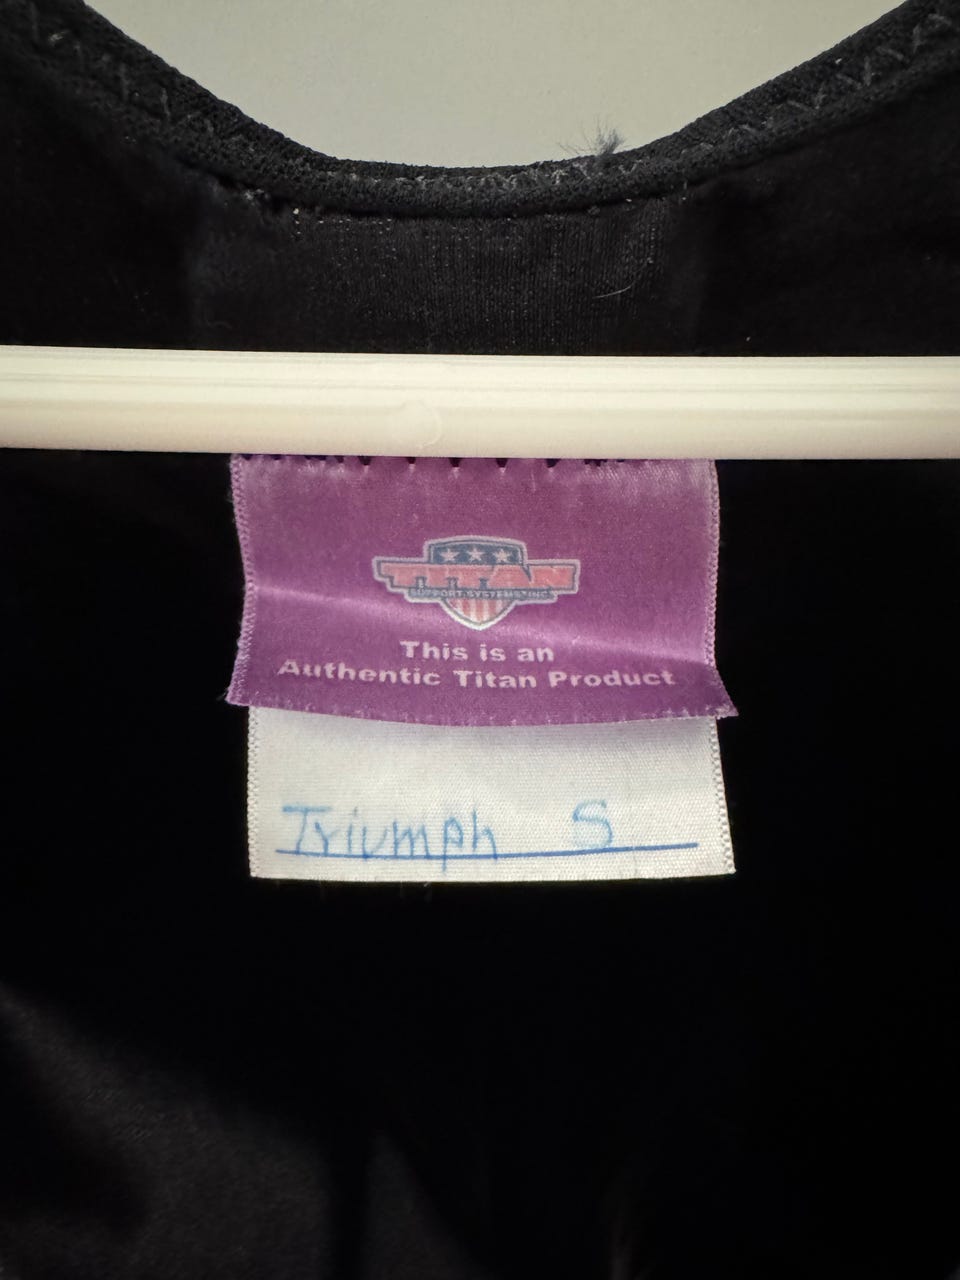 TITAN
SUPPORT SYSTEMS INC.
This is an
Authentic Titan Product
Triumph S